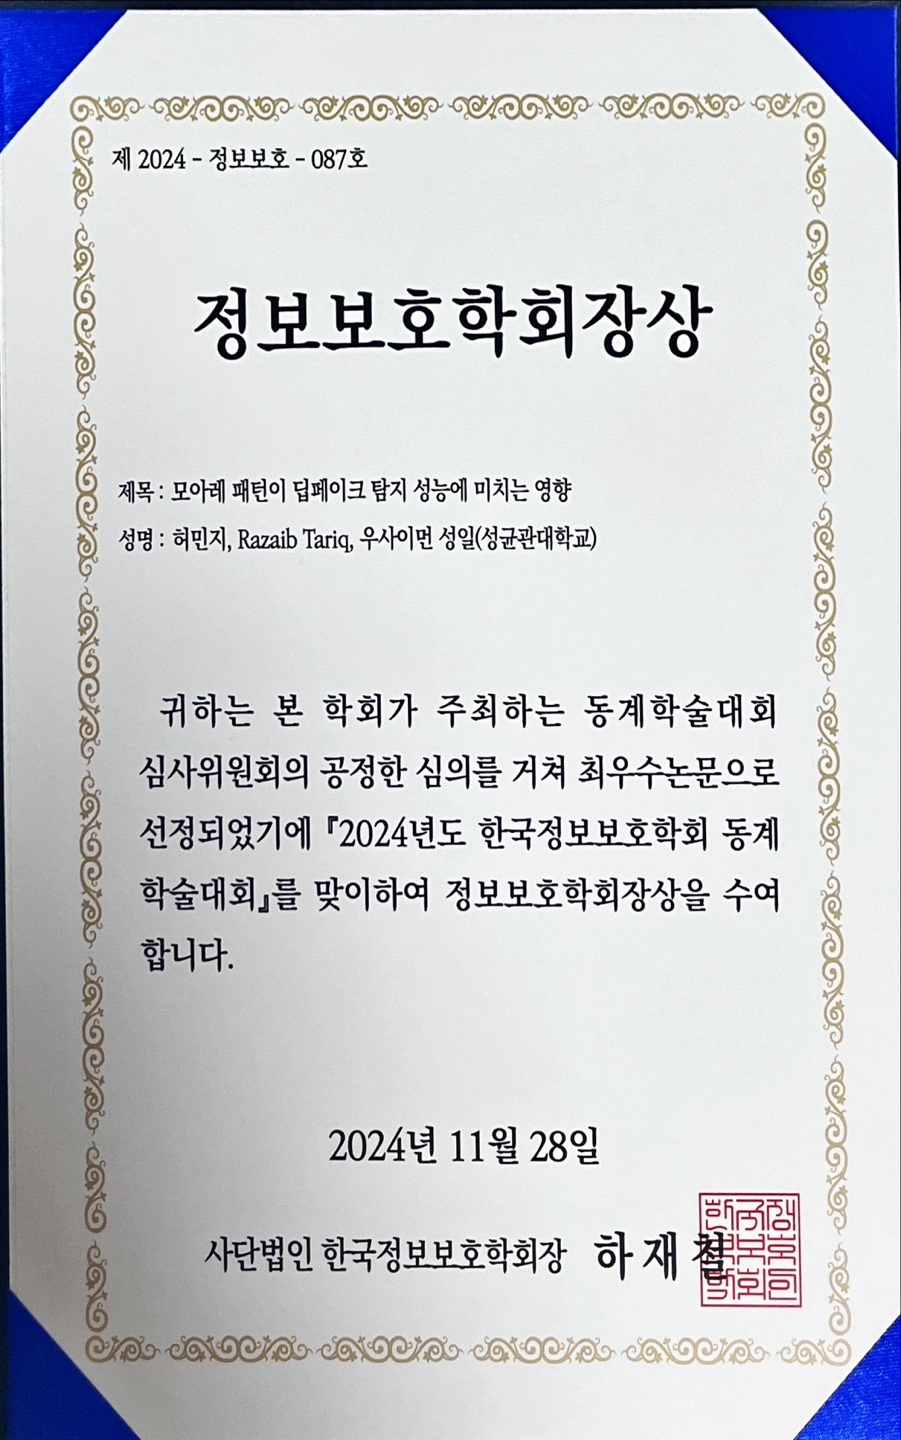 제 2024 - 정보보호 - 087호
정보보호학회장상
제목 : 모아레 패턴이 딥페이크 탐지 성능에 미치는 영향
성명 : 허민지, Razaib Tariq, 우사이먼 성일(성균관대학교)
귀하는 본 학회가 주최하는 동계학술대회
심사위원회의 공정한 심의를 거쳐 최우수논문으로
선정되었기에 『2024년도 한국정보보호학회 동계
학술대회』를 맞이하여 정보보호학회장상을 수여
합니다.
2024년 11월 28일
사단법인 한국정보보호학회장 하 재 철